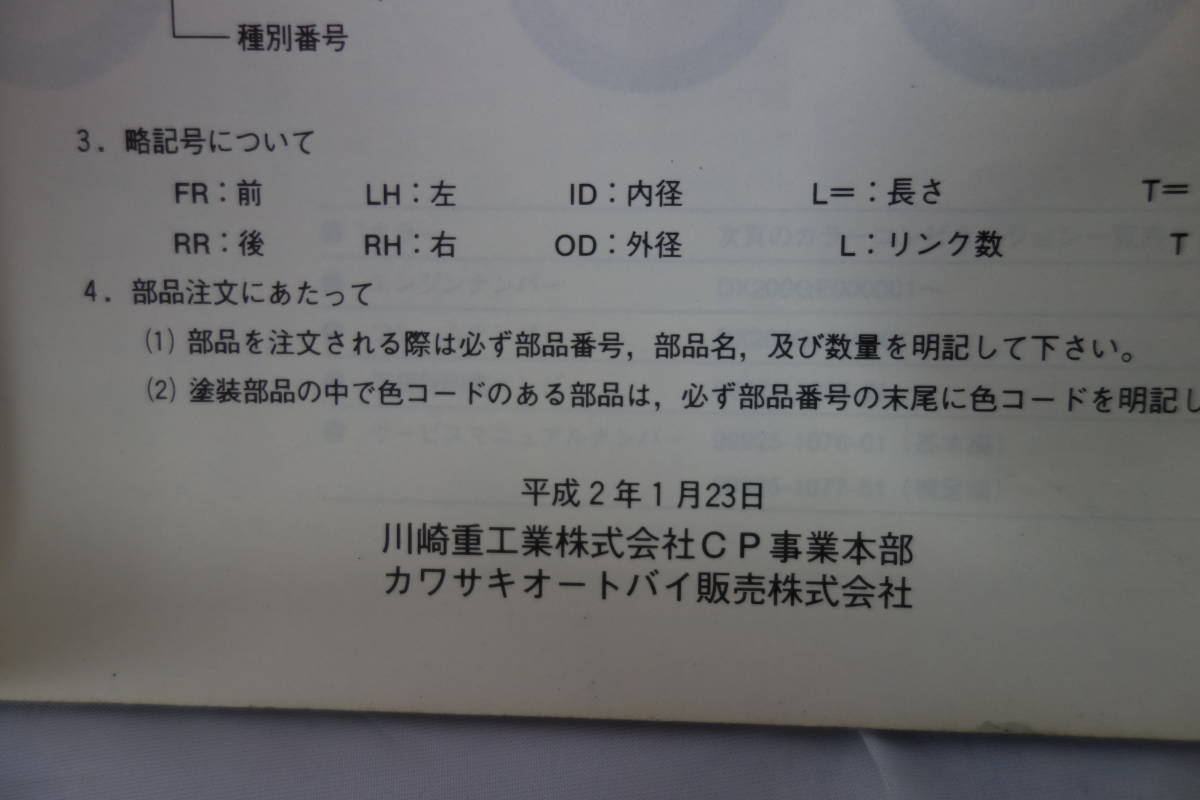 種別番号
3．略記号について
FR：前 LH：左 ID：内径 L＝：長さ T＝
RR：後 RH：右 OD：外径 L：リンク数 T
4．部品注文にあたって
(1) 部品を注文される際は必ず部品番号，部品名，及び数量を明記して下さい。
(2) 塗装部品の中で色コードのある部品は，必ず部品番号の末尾に色コードを明記し
平成2年1月23日
川崎重工業株式会社CP事業本部
カワサキオートバイ販売株式会社